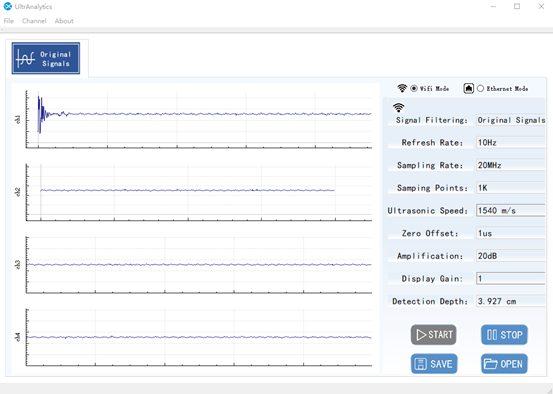 UltrAnalytics
File Channel About
Original
Signals
Wifi Mode Ethernet Mode
ch1
Signal Filtering: Original Signals
Refresh Rate: 10Hz
Sampling Rate: 20MHz
ch2
Samping Points: 1K
Ultrasonic Speed: 1540 m/s
Zero Offset: 1us
ch3
Amplification: 20dB
Display Gain: 1
Detection Depth: 3.927 cm
ch4
START STOP
SAVE OPEN